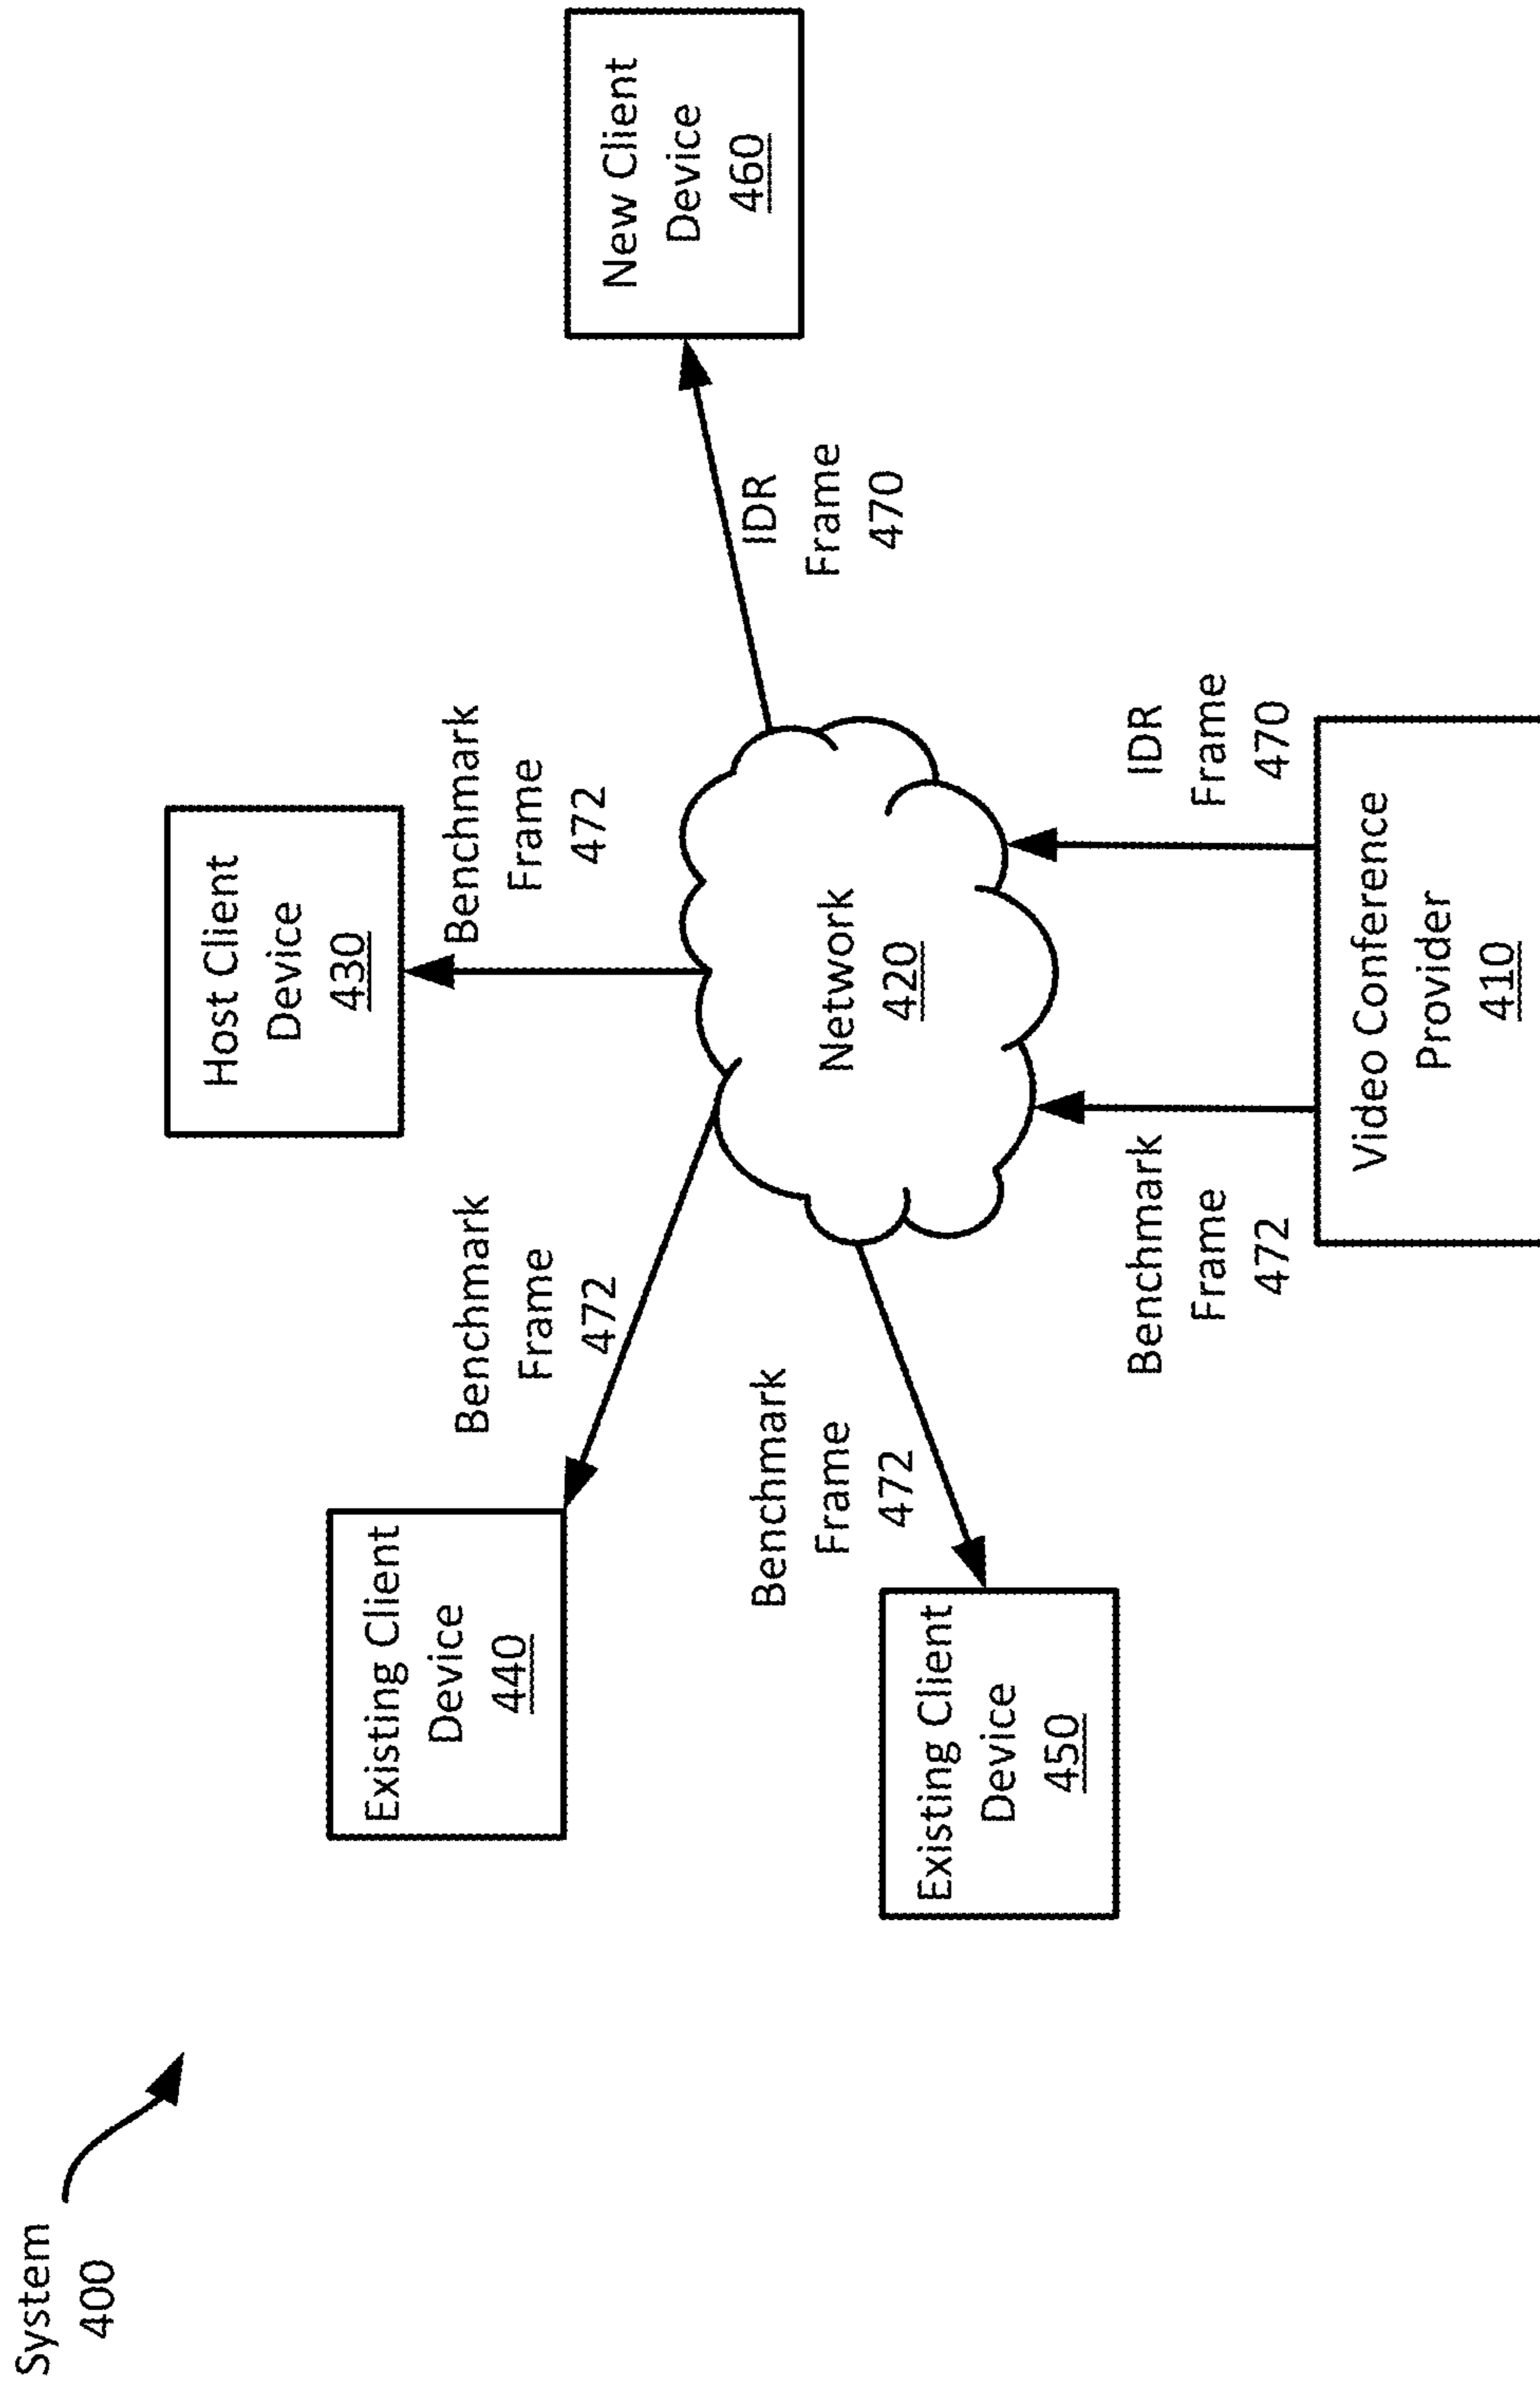 System
400
Host Client
Device
430
Existing Client
Device
440
Benchmark
Frame
472
Benchmark
Frame
472
New Client
Device
460
Existing Client
Device
450
Benchmark
Frame
472
Network
420
IDR
Frame
470
Benchmark
Frame
472
IDR
Frame
470
Video Conference
Provider
410